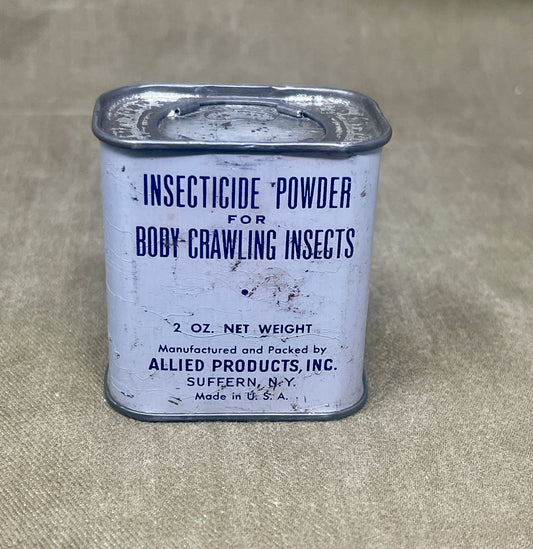 INSECTICIDE POWDER
FOR
BODY CRAWLING INSECTS
2 OZ. NET WEIGHT
Manufactured and Packed by
ALLIED PRODUCTS, INC.
SUFFERN, N.Y.
Made in U. S. A.